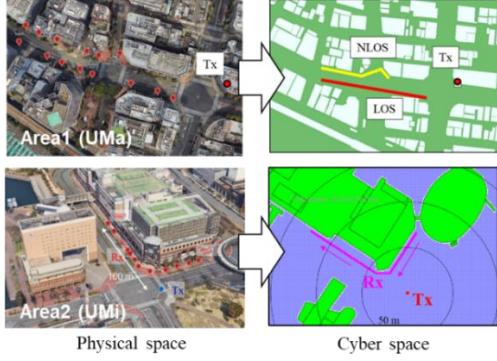 Tx
NLOS
Tx
LOS
Area1 (UMa)
Rx
100 m
Tx
Area2 (UMi)
Rx
Tx
50 m
Physical space
Cyber space